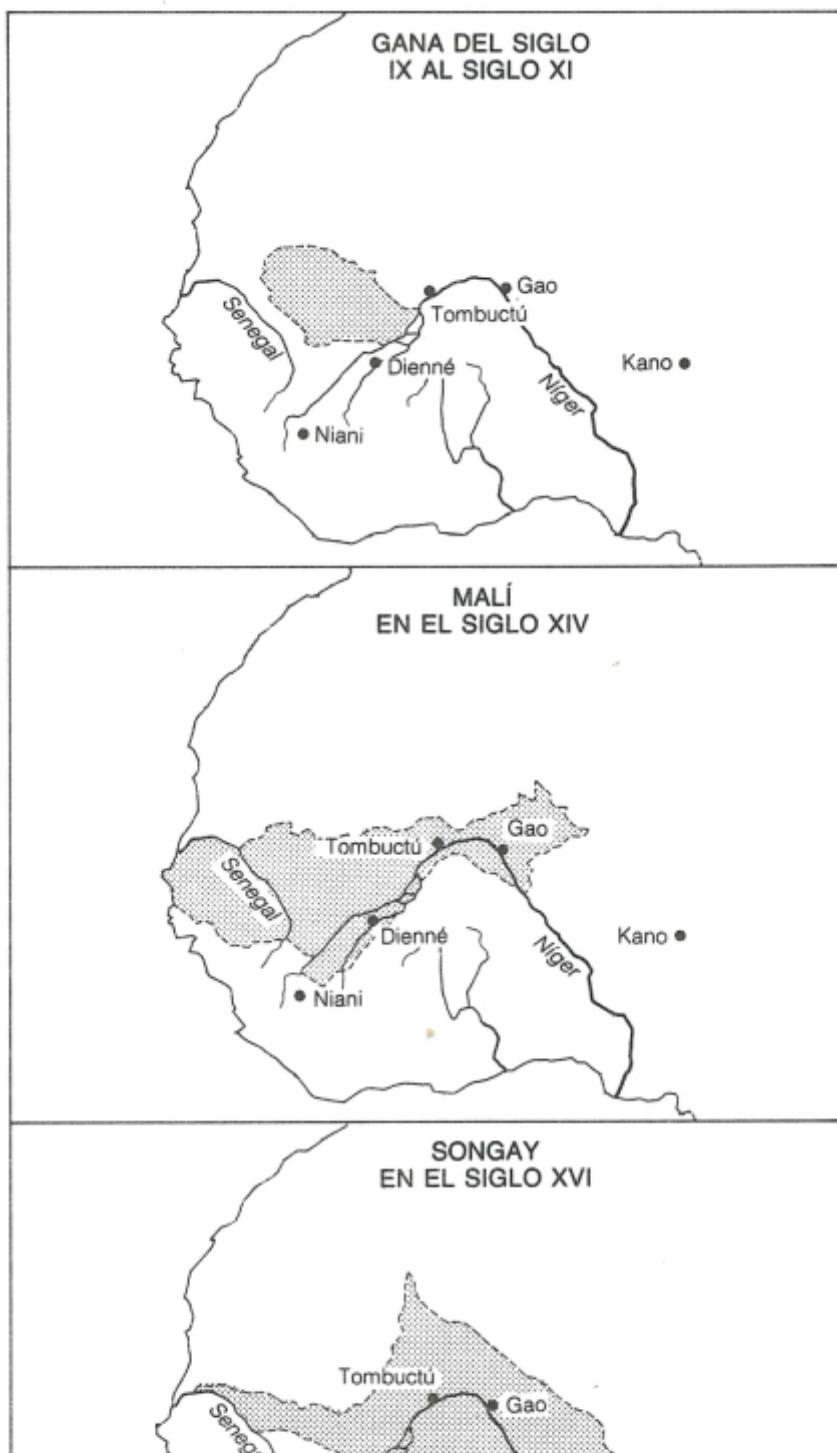 GANA DEL SIGLO
IX AL SIGLO XI
Gao
Tombuctú
Senegal
Dienné
Kano
Níger
Niani
MALÍ
EN EL SIGLO XIV
Tombuctú
Gao
Senegal
Dienné
Kano
Níger
Niani
SONGAY
EN EL SIGLO XVI
Tombuctú
Gao